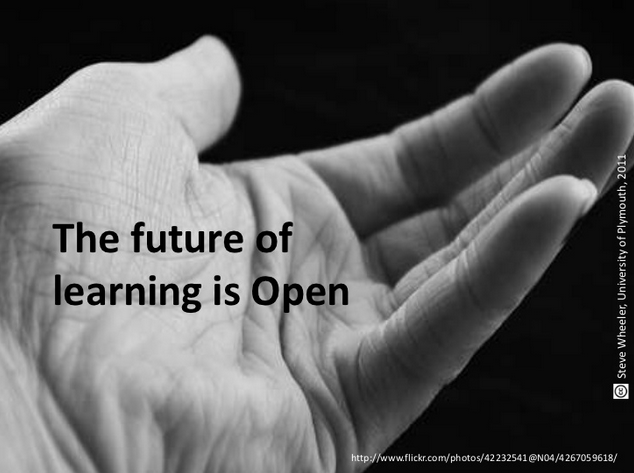 The future of
learning is Open
Steve Wheeler, University of Plymouth, 2011
http://www.flickr.com/photos/42232541@N04/4267059618/